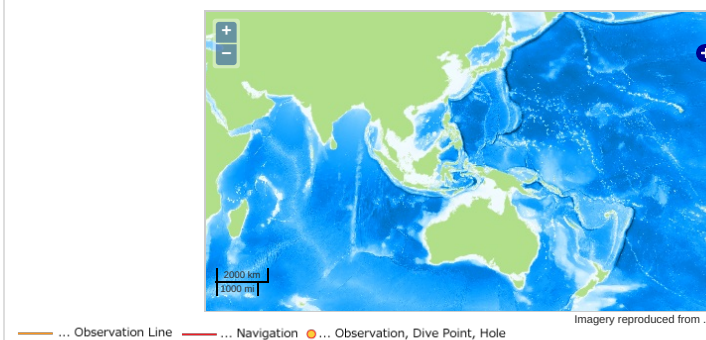 +
−
2000 km
1000 mi
Imagery reproduced from .
... Observation Line ... Navigation ... Observation, Dive Point, Hole